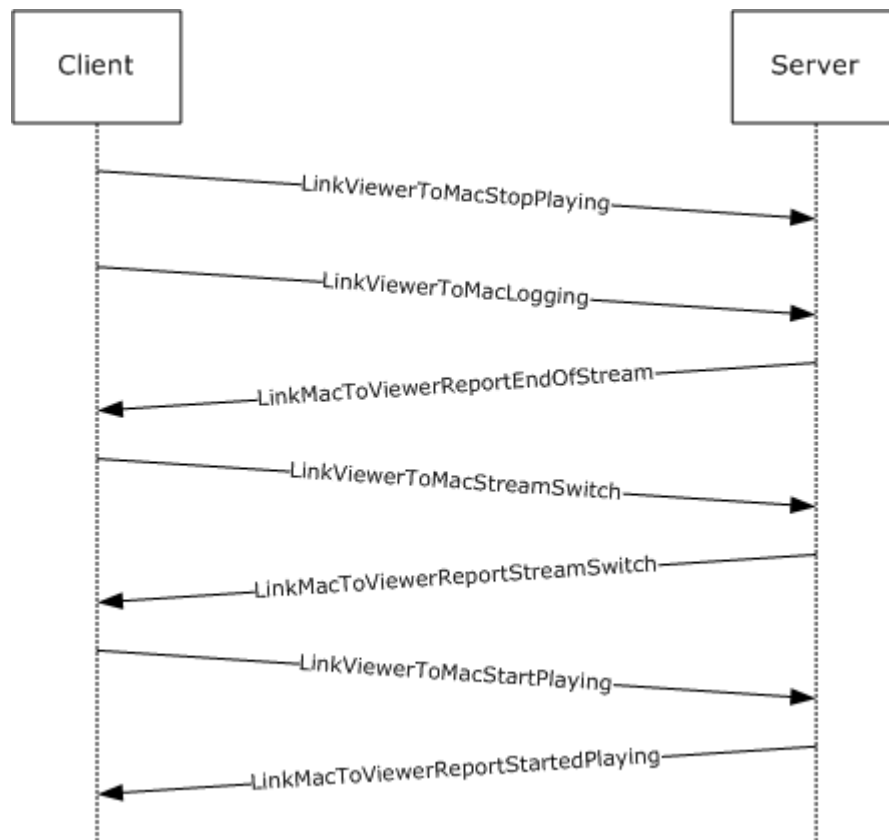 Client
Server
LinkViewerToMacStopPlaying
LinkViewerToMacLogging
LinkMacToViewerReportEndOfStream
LinkViewerToMacStreamSwitch
LinkMacToViewerReportStreamSwitch
LinkViewerToMacStartPlaying
LinkMacToViewerReportStartedPlaying